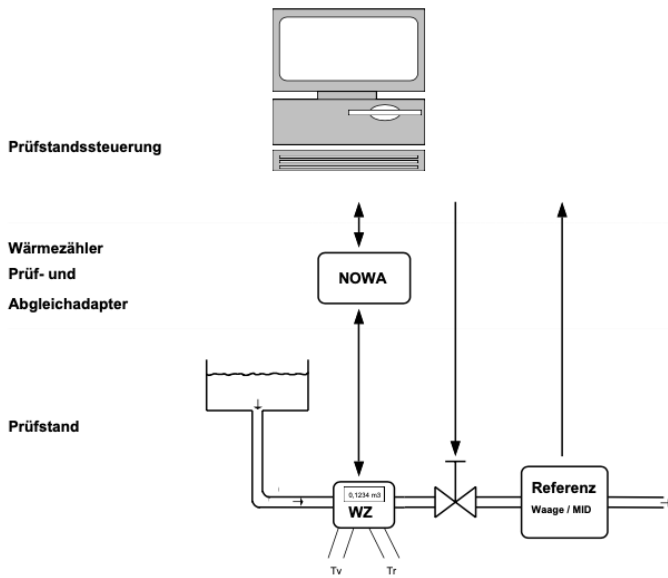 Prüfstandssteuerung
Wärmezähler
Prüf- und
Abgleichadapter
NOWA
Prüfstand
0,1234 m3
WZ
Referenz
Waage / MID
Tv
Tr